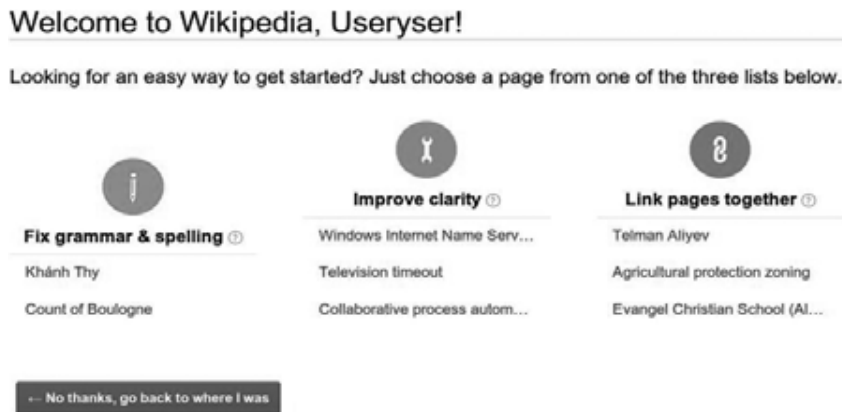 Welcome to Wikipedia, Useryser!
Looking for an easy way to get started? Just choose a page from one of the three lists below.
Fix grammar & spelling ?
Khánh Thy
Count of Boulogne
Improve clarity ?
Windows Internet Name Serv...
Television timeout
Collaborative process autom...
Link pages together ?
Telman Aliyev
Agricultural protection zoning
Evangel Christian School (Al...
← No thanks, go back to where I was